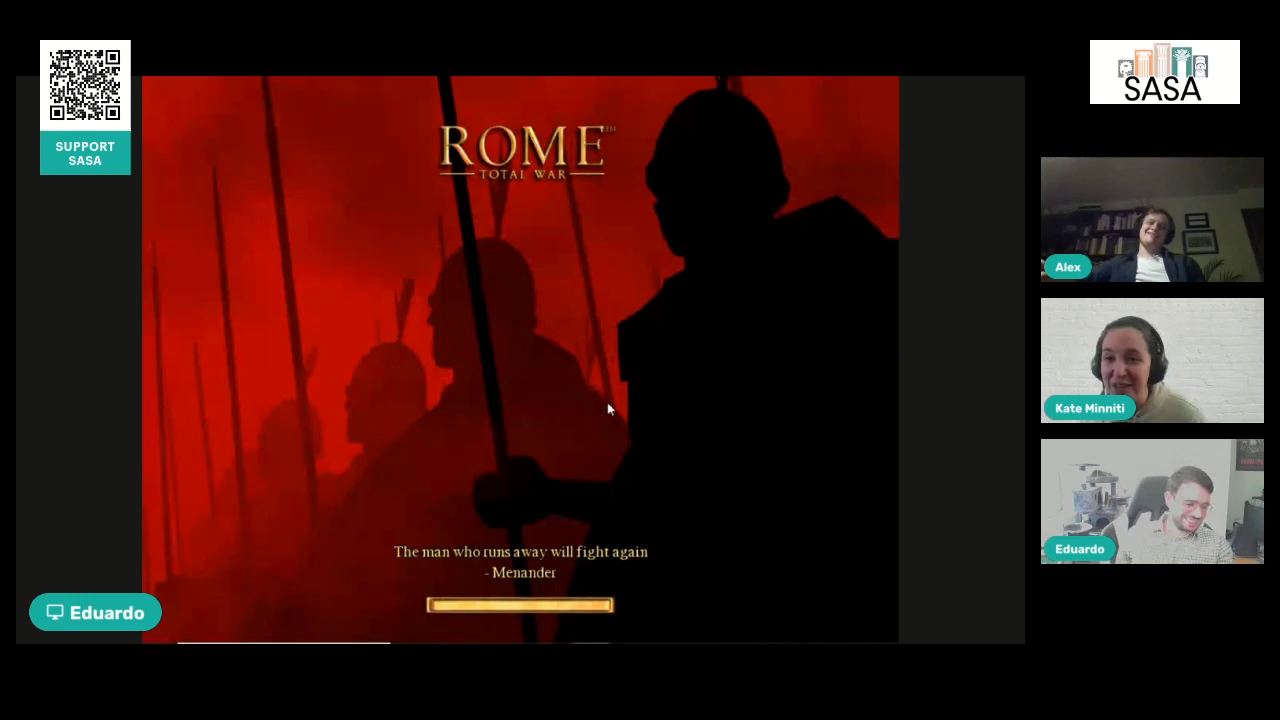 SUPPORT
SASA
SASA
ROME™
TOTAL WAR
Alex
Kate Minniti
Eduardo
The man who runs away will fight again
- Menander
Eduardo